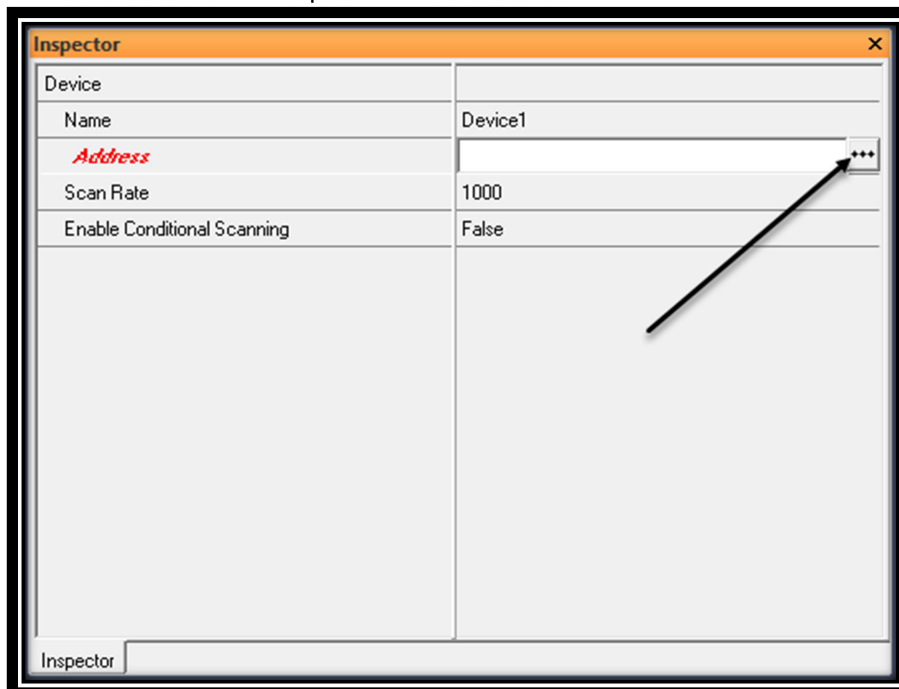 Inspector
Device
Name Device1
Address
Scan Rate 1000
Enable Conditional Scanning False
Inspector